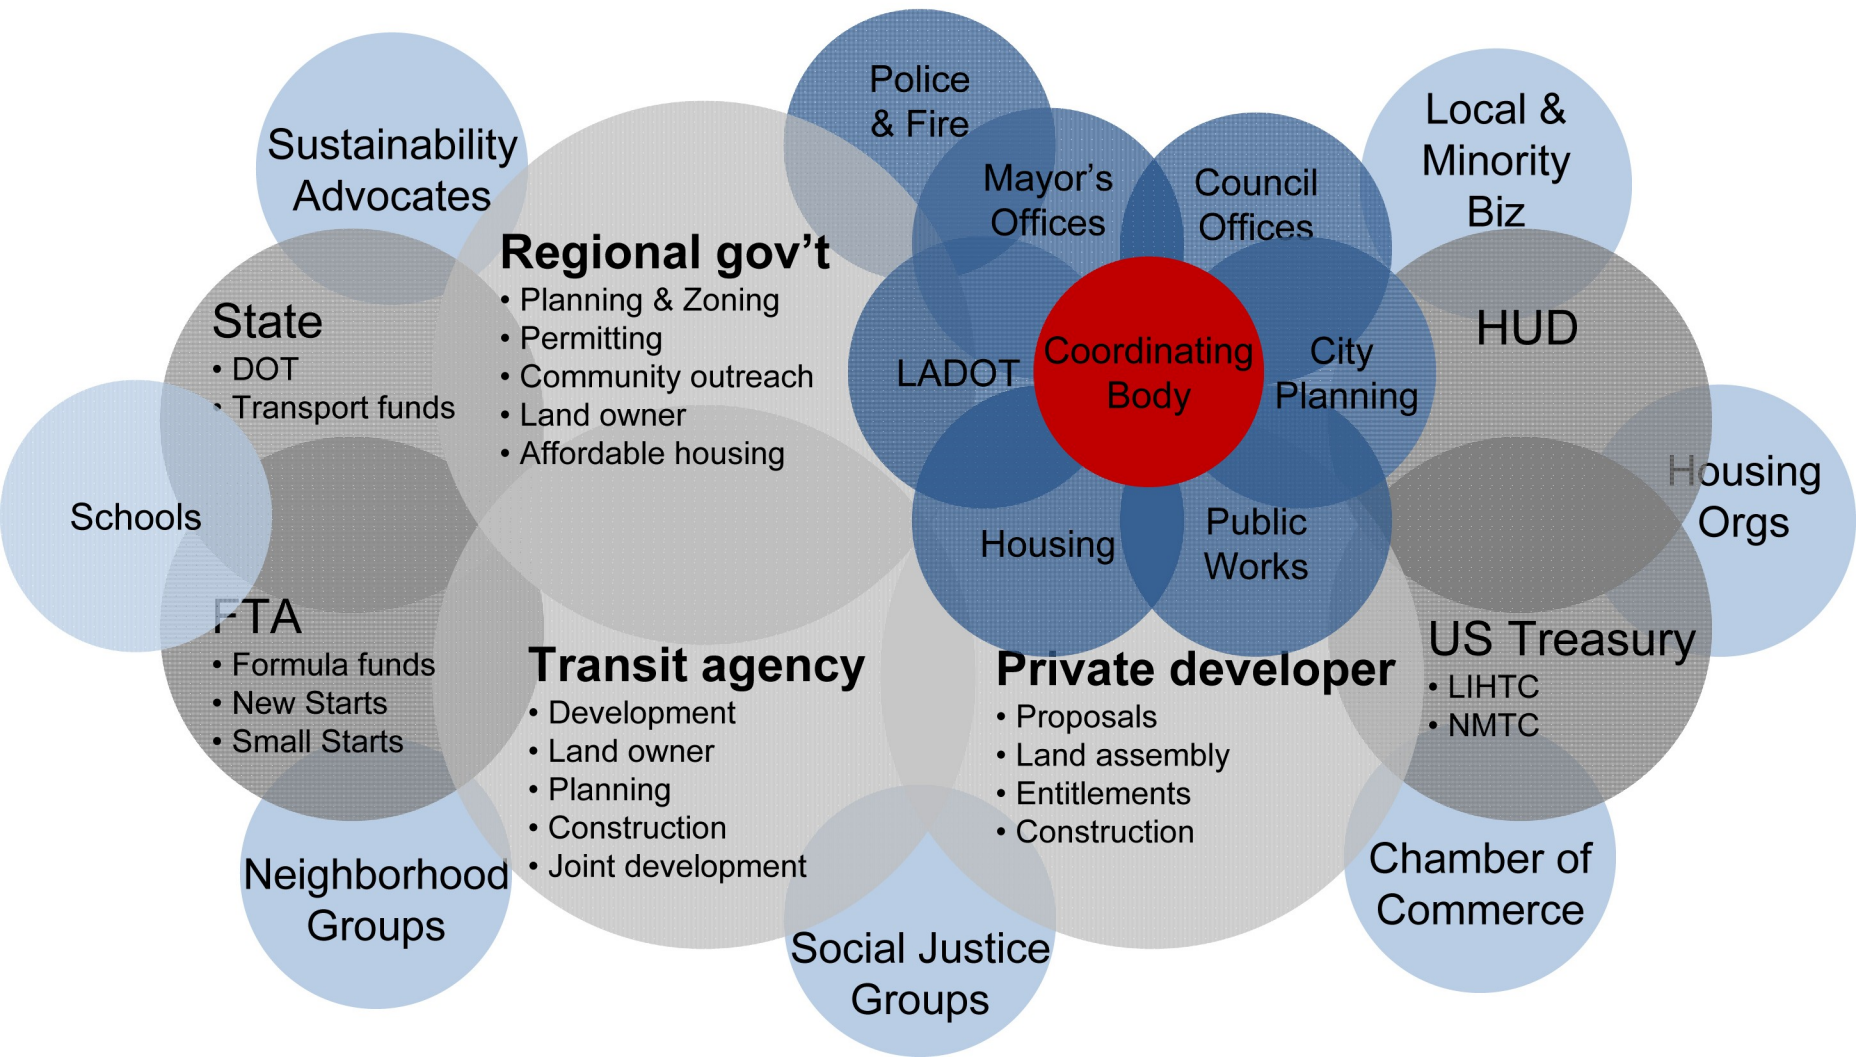 Police
& Fire
Sustainability
Advocates
Mayor’s
Offices
Council
Offices
Local &
Minority
Biz
Regional gov’t
• Planning & Zoning
• Permitting
• Community outreach
• Land owner
• Affordable housing
State
• DOT
• Transport funds
LADOT
Coordinating
Body
City
Planning
HUD
Schools
Housing
Public
Works
Housing
Orgs
FTA
• Formula funds
• New Starts
• Small Starts
Transit agency
• Development
• Land owner
• Planning
• Construction
• Joint development
Private developer
• Proposals
• Land assembly
• Entitlements
• Construction
US Treasury
• LIHTC
• NMTC
Neighborhood
Groups
Social Justice
Groups
Chamber of
Commerce